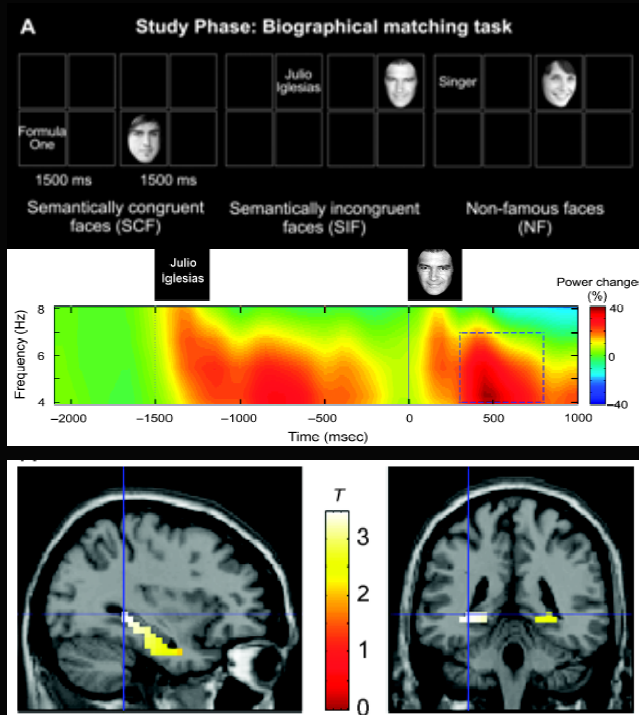 A Study Phase: Biographical matching task
Julio
Iglesias
Singer
Formula
One
1500 ms 1500 ms
Semantically congruent
faces (SCF)
Semantically incongruent
faces (SIF)
Non-famous faces
(NF)
Julio
Iglesias
Power change
(%)
Frequency (Hz)
8
6
4
40
0
−40
−2000 −1500 −1000 −500 0 500 1000
Time (msec)
T
3
2
1
0